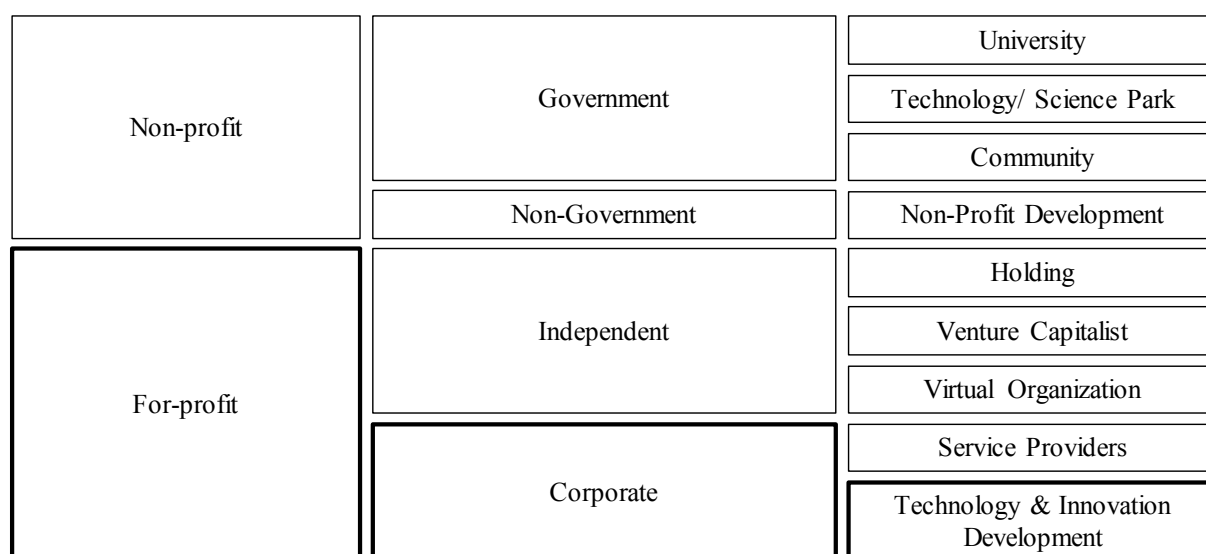 Non-profit
Government
University
Technology/ Science Park
Community
Non-Government
Non-Profit Development
For-profit
Independent
Holding
Venture Capitalist
Virtual Organization
Corporate
Service Providers
Technology & Innovation
Development